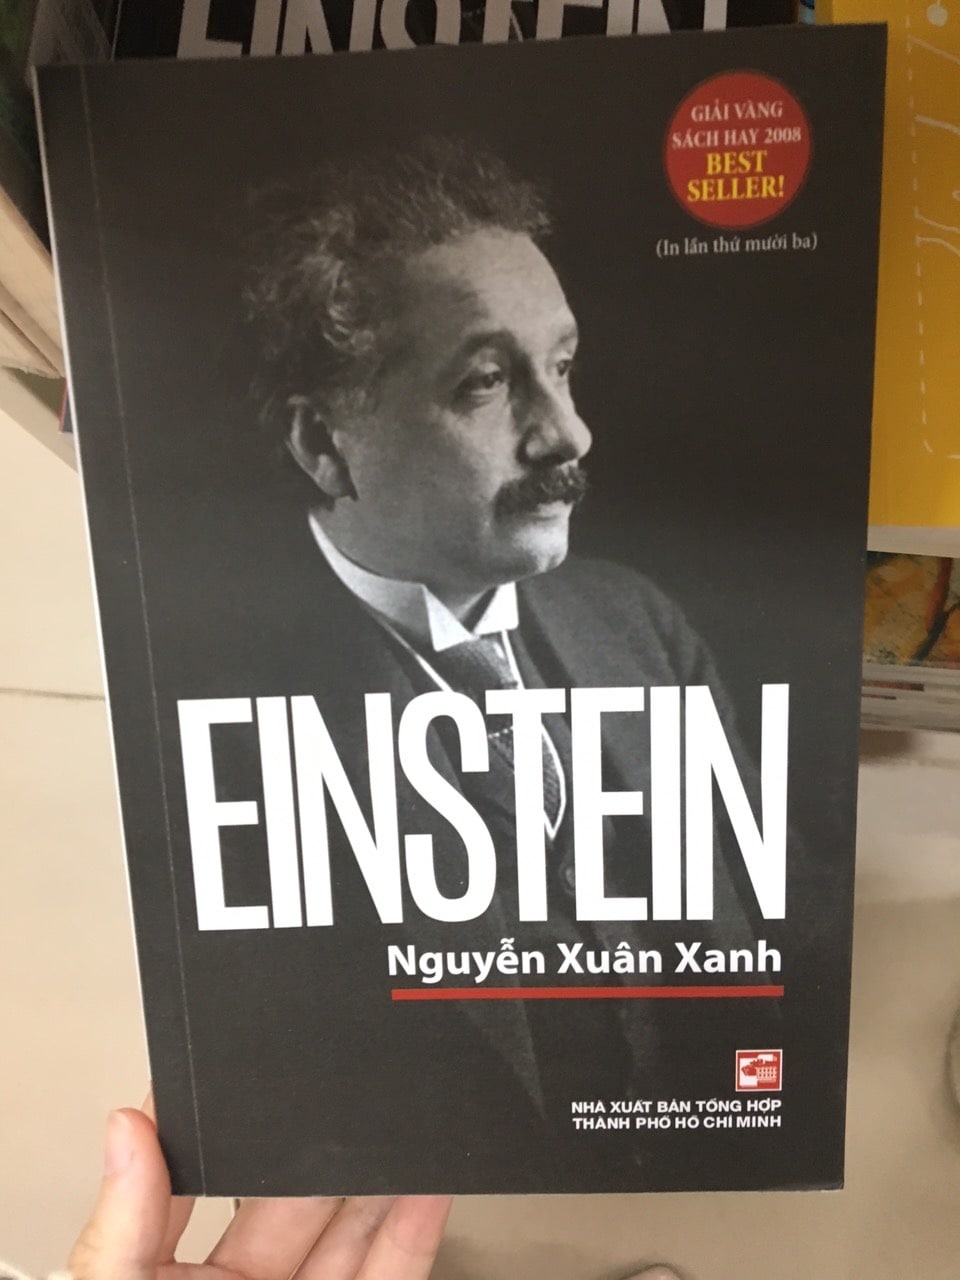 EINSTEIN
GIẢI VÀNG
SÁCH HAY 2008
BEST
SELLER!
(In lần thứ mười ba)
EINSTEIN
Nguyễn Xuân Xanh
NHÀ XUẤT BẢN TỔNG HỢP
THÀNH PHỐ HỒ CHÍ MINH